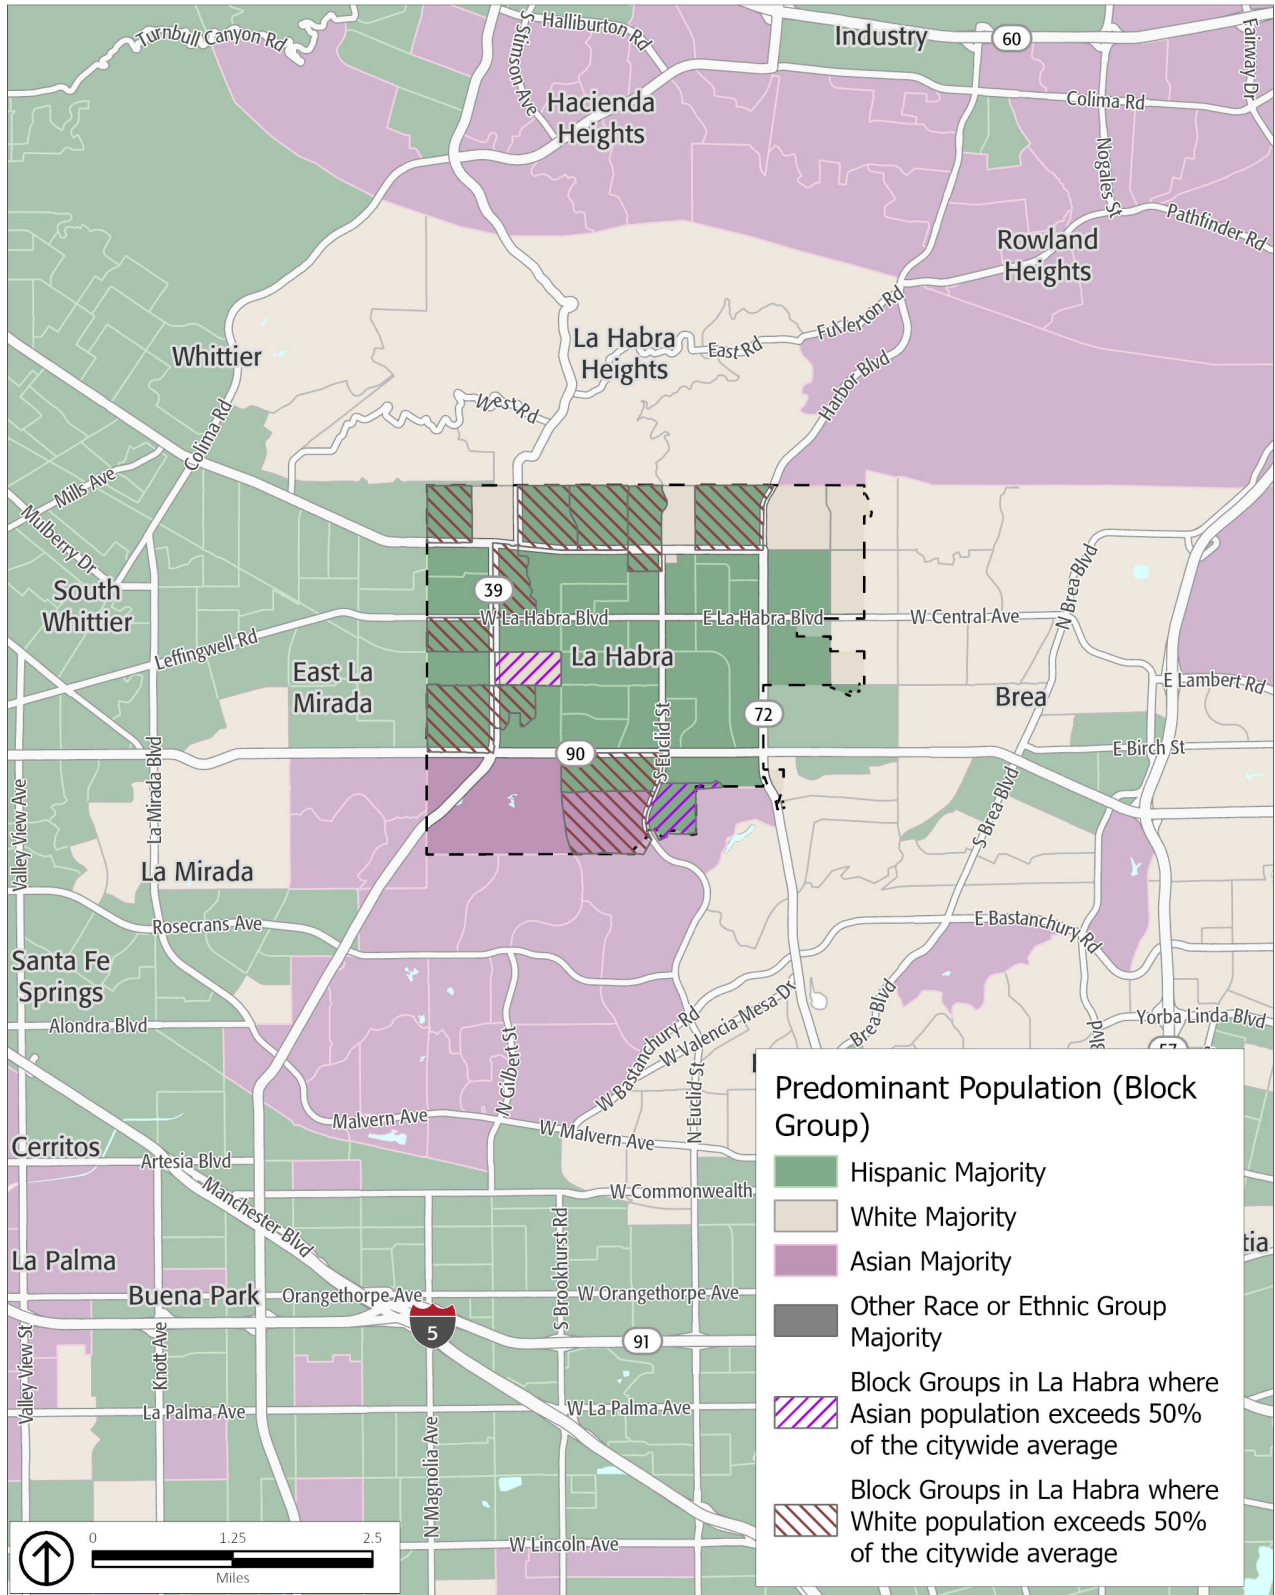 Turnbull Canyon Rd
S Stimson Ave
S Halliburton Rd
Industry
60
Fairway Dr
Hacienda
Heights
Colima Rd
Nogales St
Pathfinder Rd
Rowland
Heights
Whittier
La Habra
Heights
East Rd
Fullerton Rd
Harbor Blvd
West Rd
Colima Rd
Mills Ave
Mulberry Dr
South
Whittier
39
N Brea Blvd
W La Habra Blvd
E La Habra Blvd
W Central Ave
Leffingwell Rd
La Habra
East La
Mirada
E Lambert Rd
Brea
S Euclid St
72
90
E Birch St
La Mirada Blvd
Valley View Ave
S Brea Blvd
La Mirada
Rosecrans Ave
E Bastanchury Rd
Santa Fe
Springs
Alondra Blvd
W Valencia Mesa Dr
W Bastanchury Rd
Brea Blvd
Yorba Linda Blvd
Blvd
57
N Gilbert St
N Euclid St
Malvern Ave
W Malvern Ave
Cerritos
Artesia Blvd
Manchester Blvd
W Commonwealth
La Palma
tia
Buena Park
Orangethorpe Ave
W Orangethorpe Ave
S Brookhurst Rd
5
91
Valley View St
Knott Ave
La Palma Ave
W La Palma Ave
N Magnolia Ave
W Lincoln Ave
0 1.25 2.5
Miles
Predominant Population (Block
Group)
Hispanic Majority
White Majority
Asian Majority
Other Race or Ethnic Group
Majority
Block Groups in La Habra where
Asian population exceeds 50%
of the citywide average
Block Groups in La Habra where
White population exceeds 50%
of the citywide average